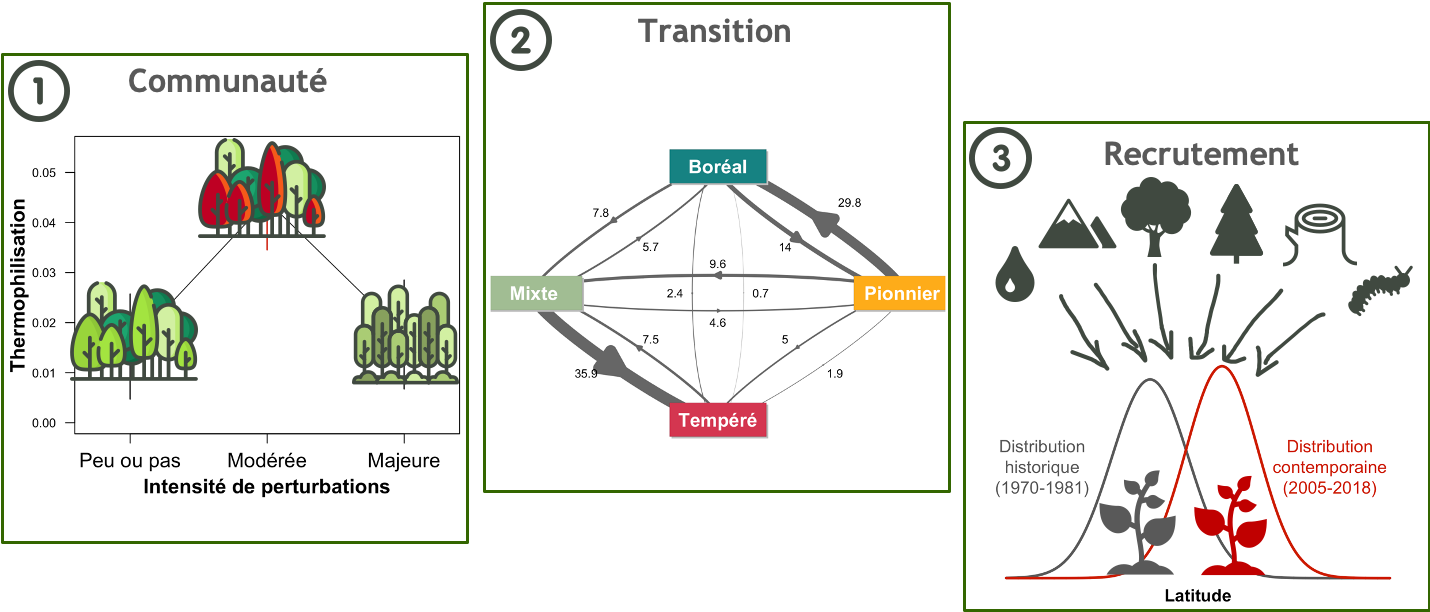 1
Communauté
Thermophilisation
0.05
0.04
0.03
0.02
0.01
0.00
Peu ou pas
Modérée
Majeure
Intensité de perturbations
2
Transition
Boréal
29.8
7.8
5.7
14
9.6
Mixte
2.4
0.7
Pionnier
4.6
7.5
5
35.9
1.9
Tempéré
3
Recrutement
Distribution
historique
(1970-1981)
Distribution
contemporaine
(2005-2018)
Latitude